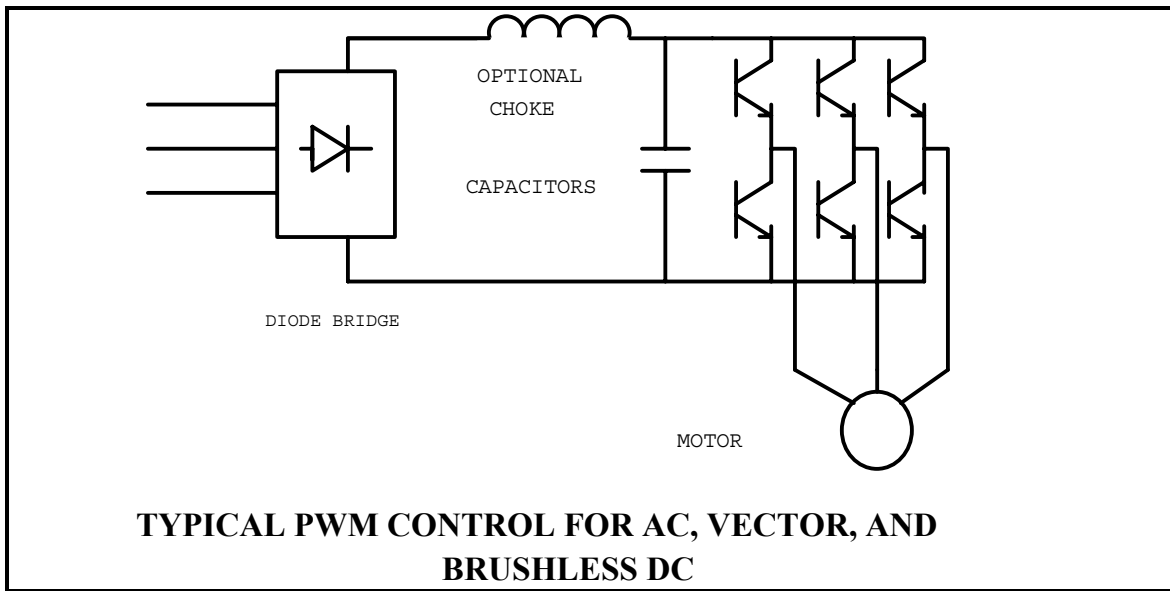 OPTIONAL
CHOKE
CAPACITORS
DIODE BRIDGE
MOTOR
TYPICAL PWM CONTROL FOR AC, VECTOR, AND
BRUSHLESS DC